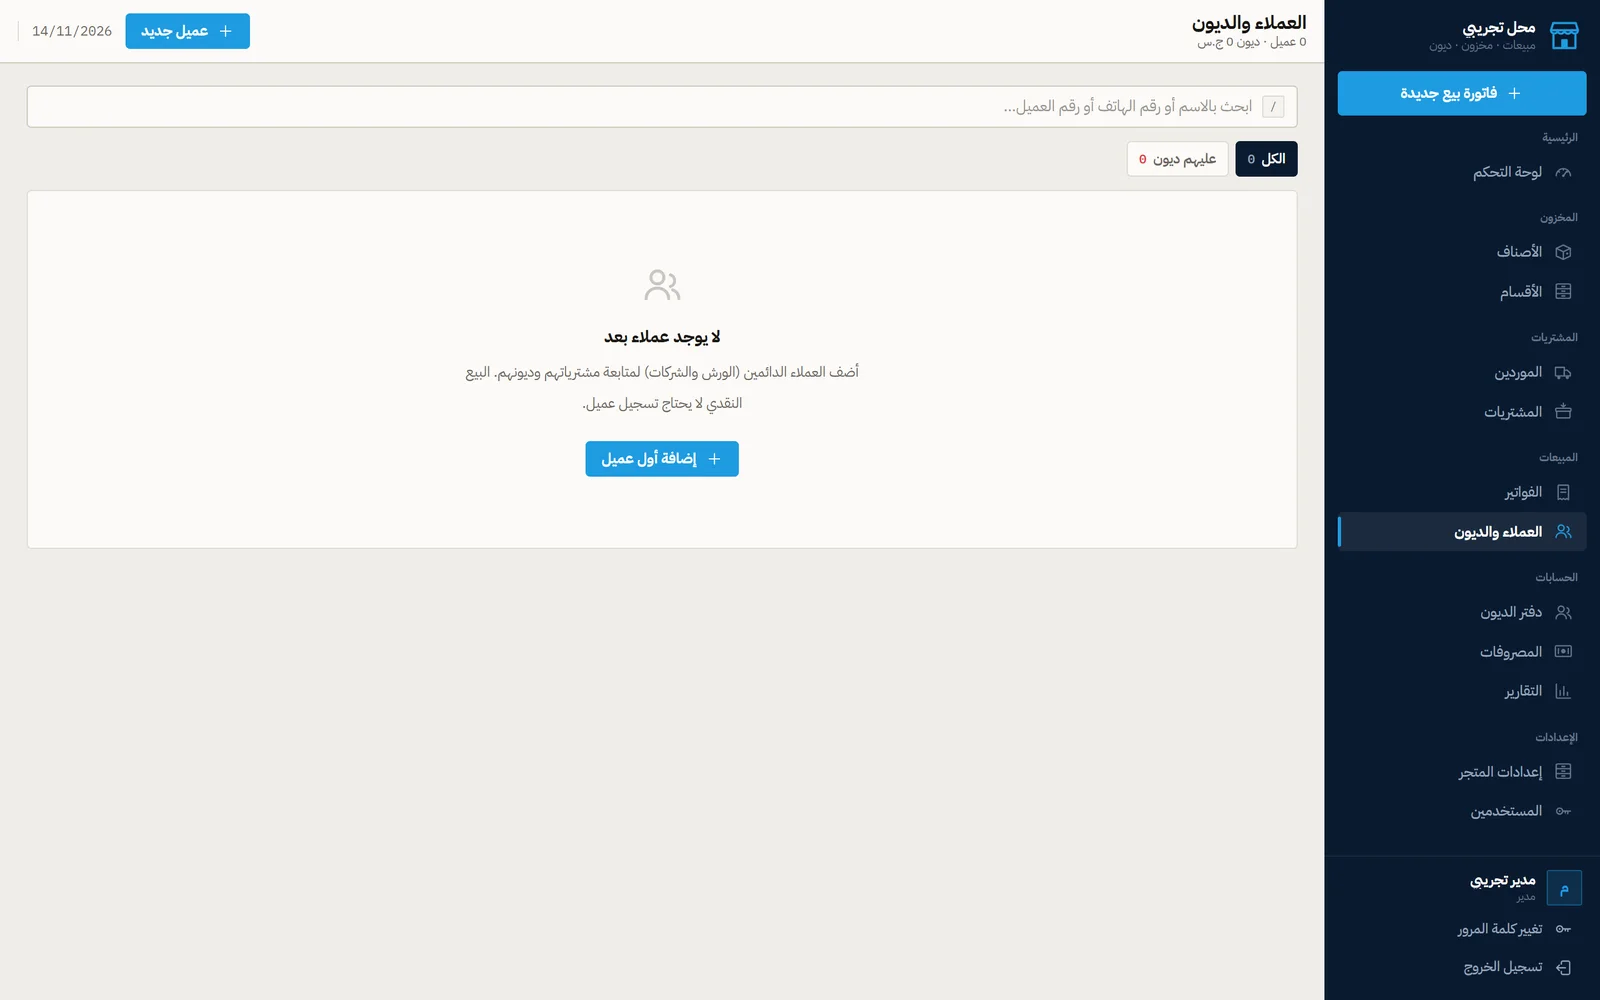 محل تجريبي
مبيعات · مخزون · ديون
فاتورة بيع جديدة
الرئيسية
لوحة التحكم
المخزون
الأصناف
الأقسام
المشتريات
الموردين
المشتريات
المبيعات
الفواتير
العملاء والديون
الحسابات
دفتر الديون
المصروفات
التقارير
الإعدادات
إعدادات المتجر
المستخدمين
م
مدير تجريبي
مدير
تغيير كلمة المرور
تسجيل الخروج
العملاء والديون
0 عميل · ديون 0 ج.س
عميل جديد
14/11/2026
/ ابحث بالاسم أو رقم الهاتف أو رقم العميل...
الكل 0
عليهم ديون 0
لا يوجد عملاء بعد
أضف العملاء الدائمين (الورش والشركات) لمتابعة مشترياتهم وديونهم. البيع
النقدي لا يحتاج تسجيل عميل.
إضافة أول عميل